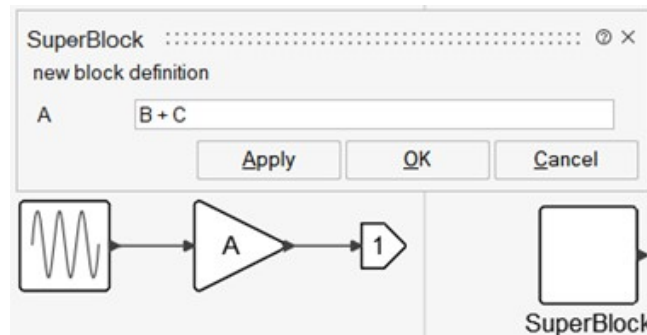 SuperBlock
new block definition
A B + C
Apply OK Cancel
A 1
SuperBlock